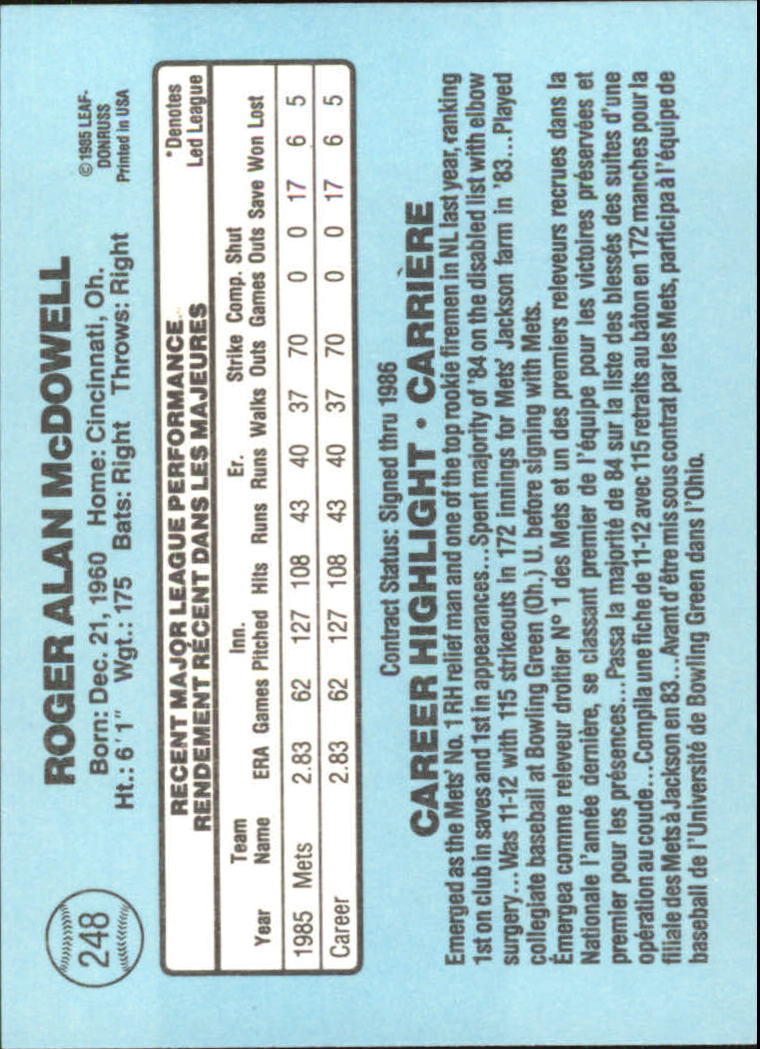 248
ROGER ALAN McDOWELL
Born: Dec. 21, 1960 Home: Cincinnati, Oh.
Ht.: 6'1" Wgt.: 175 Bats: Right Throws: Right
©1985 LEAF-
DONRUSS
Printed in USA
RECENT MAJOR LEAGUE PERFORMANCE
RENDEMENT RÉCENT DANS LES MAJEURES
*Denotes
Led League
Year Team Name ERA Games Inn. Pitched Hits Runs Er. Runs Walks Strike Outs Comp. Games Shut Outs Save Won Lost
1985 Mets 2.83 62 127 108 43 40 37 70 0 0 17 6 5
Career 2.83 62 127 108 43 40 37 70 0 0 17 6 5
Contract Status: Signed thru 1986
CAREER HIGHLIGHT • CARRIÈRE
Emerged as the Mets' No. 1 RH relief man and one of the top rookie firemen in NL last year, ranking
1st on club in saves and 1st in appearances...Spent majority of '84 on the disabled list with elbow
surgery...Was 11-12 with 115 strikeouts in 172 innings for Mets' Jackson farm in '83...Played
collegiate baseball at Bowling Green (Oh.) U. before signing with Mets.
Émergea comme releveur droitier N° 1 des Mets et un des premiers releveurs recrues dans la
Nationale l'année dernière, se classant premier de l'équipe pour les victoires préservées et
premier pour les présences...Passa la majorité de 84 sur la liste des blessés des suites d'une
opération au coude...Compila une fiche de 11-12 avec 115 retraits au bâton en 172 manches pour la
filiale des Mets à Jackson en 83...Avant d'être mis sous contrat par les Mets, participa à l'équipe de
baseball de l'Université de Bowling Green dans l'Ohio.